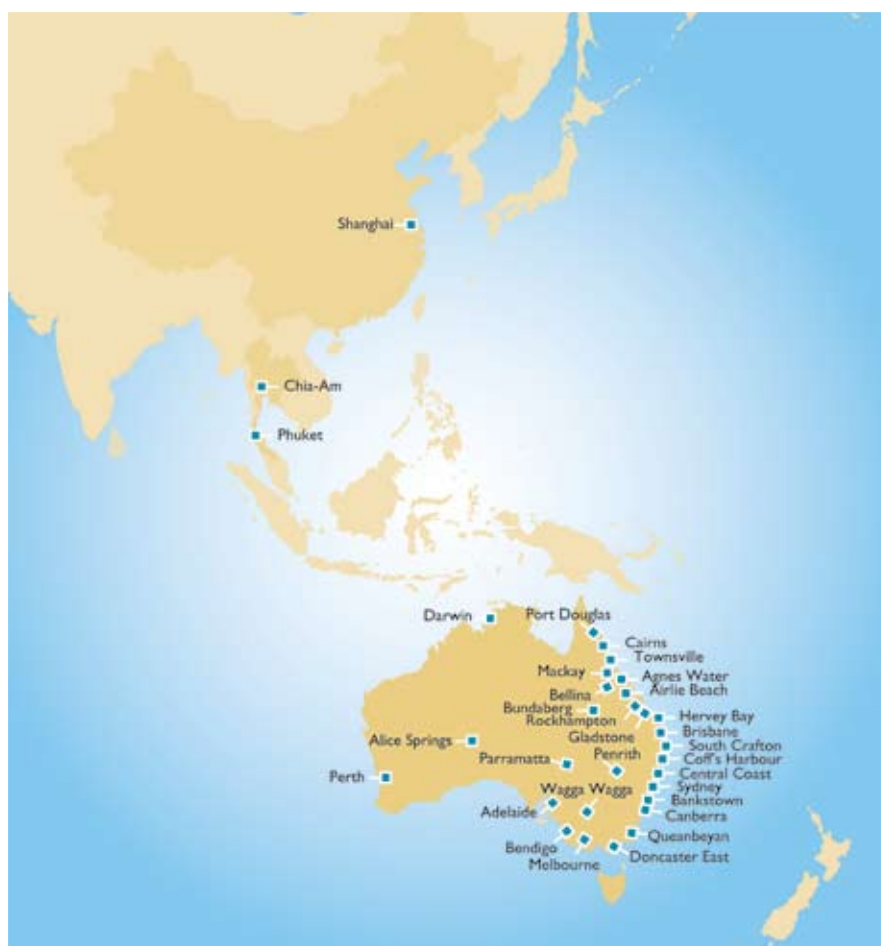 Shanghai
Chia-Am
Phuket
Darwin
Port Douglas
Cairns
Townsville
Mackay
Agnes Water
Bellina
Airlie Beach
Bundaberg
Rockhampton
Hervey Bay
Gladstone
Brisbane
Alice Springs
South Crafton
Parramatta
Penrith
Coff's Harbour
Perth
Central Coast
Wagga Wagga
Sydney
Bankstown
Adelaide
Canberra
Queanbeyan
Bendigo
Melbourne
Doncaster East